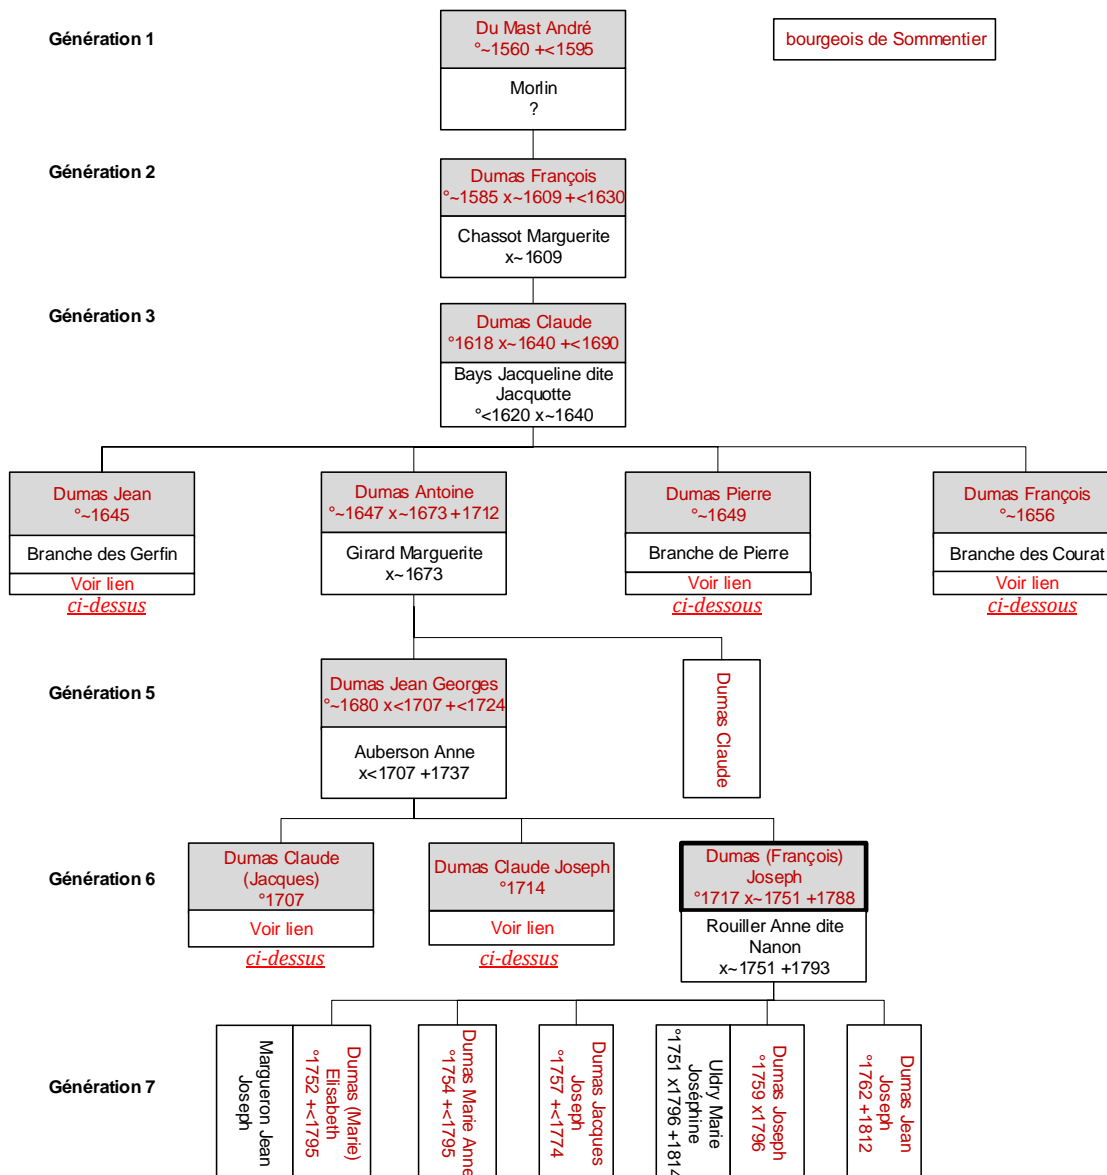 Génération 1
Du Mast André
°~1560 +<1595
bourgeois de Sommentier
Morlin
?
Génération 2
Dumas François
°~1585 x~1609 +<1630
Chassot Marguerite
x~1609
Génération 3
Dumas Claude
°1618 x~1640 +<1690
Bays Jacqueline dite
Jacquotte
°<1620 x~1640
Dumas Jean
°~1645
Branche des Gerfin
Voir lien
ci-dessus
Dumas Antoine
°~1647 x~1673 +1712
Girard Marguerite
x~1673
Dumas Pierre
°~1649
Branche de Pierre
Voir lien
ci-dessous
Dumas François
°~1656
Branche des Courat
Voir lien
ci-dessous
Génération 5
Dumas Jean Georges
°~1680 x<1707 +<1724
Auberson Anne
x<1707 +1737
Dumas Claude
Génération 6
Dumas Claude
(Jacques)
°1707
Voir lien
ci-dessus
Dumas Claude Joseph
°1714
Voir lien
ci-dessus
Dumas (François)
Joseph
°1717 x~1751 +1788
Rouiller Anne dite
Nanon
x~1751 +1793
Génération 7
Margueron Jean
Joseph
Dumas (Marie)
Elisabeth
°1752 +<1795
Dumas Marie Anne
°1754 +<1795
Dumas Jacques
Joseph
°1757 +<1774
Uldry Marie
Joséphine
°1751 x1796 +1814
Dumas Joseph
°1759 x1796
Dumas Jean
Joseph
°1762 +1812